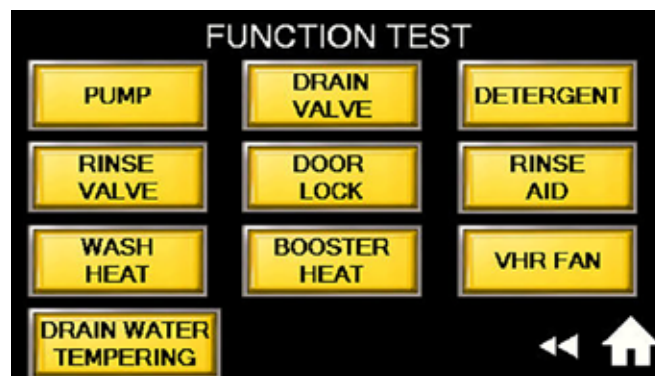 FUNCTION TEST
PUMP
DRAIN
VALVE
DETERGENT
RINSE
VALVE
DOOR
LOCK
RINSE
AID
WASH
HEAT
BOOSTER
HEAT
VHR FAN
DRAIN WATER
TEMPERING